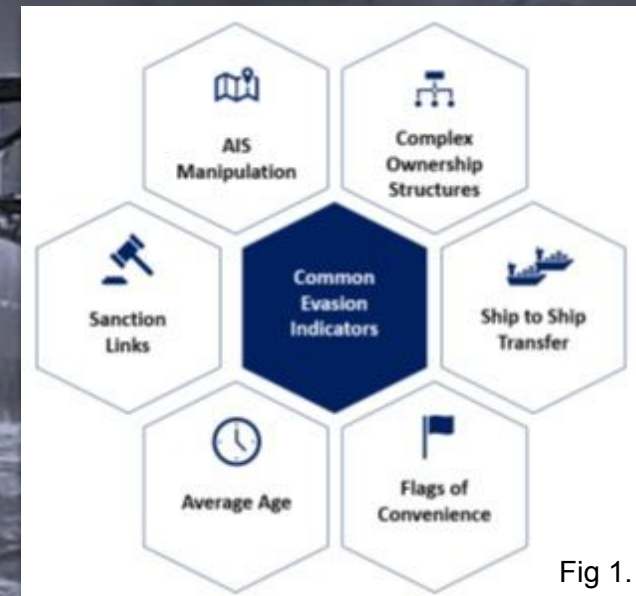 AIS
Manipulation
Complex
Ownership
Structures
Sanction
Links
Common
Evasion
Indicators
Ship to Ship
Transfer
Average Age
Flags of
Convenience
Fig 1.